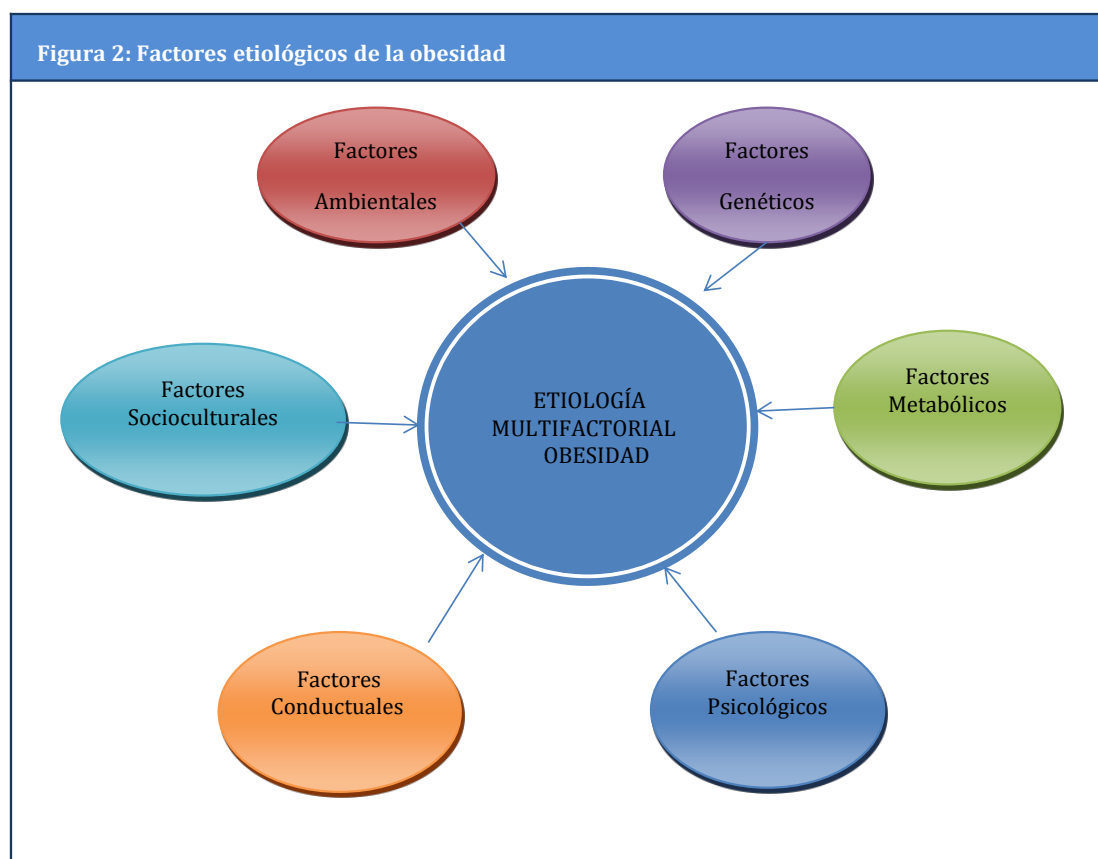 Figura 2: Factores etiológicos de la obesidad
Factores
Ambientales
Factores
Genéticos
Factores
Socioculturales
ETIOLOGÍA
MULTIFACTORIAL
OBESIDAD
Factores
Metabólicos
Factores
Conductuales
Factores
Psicológicos